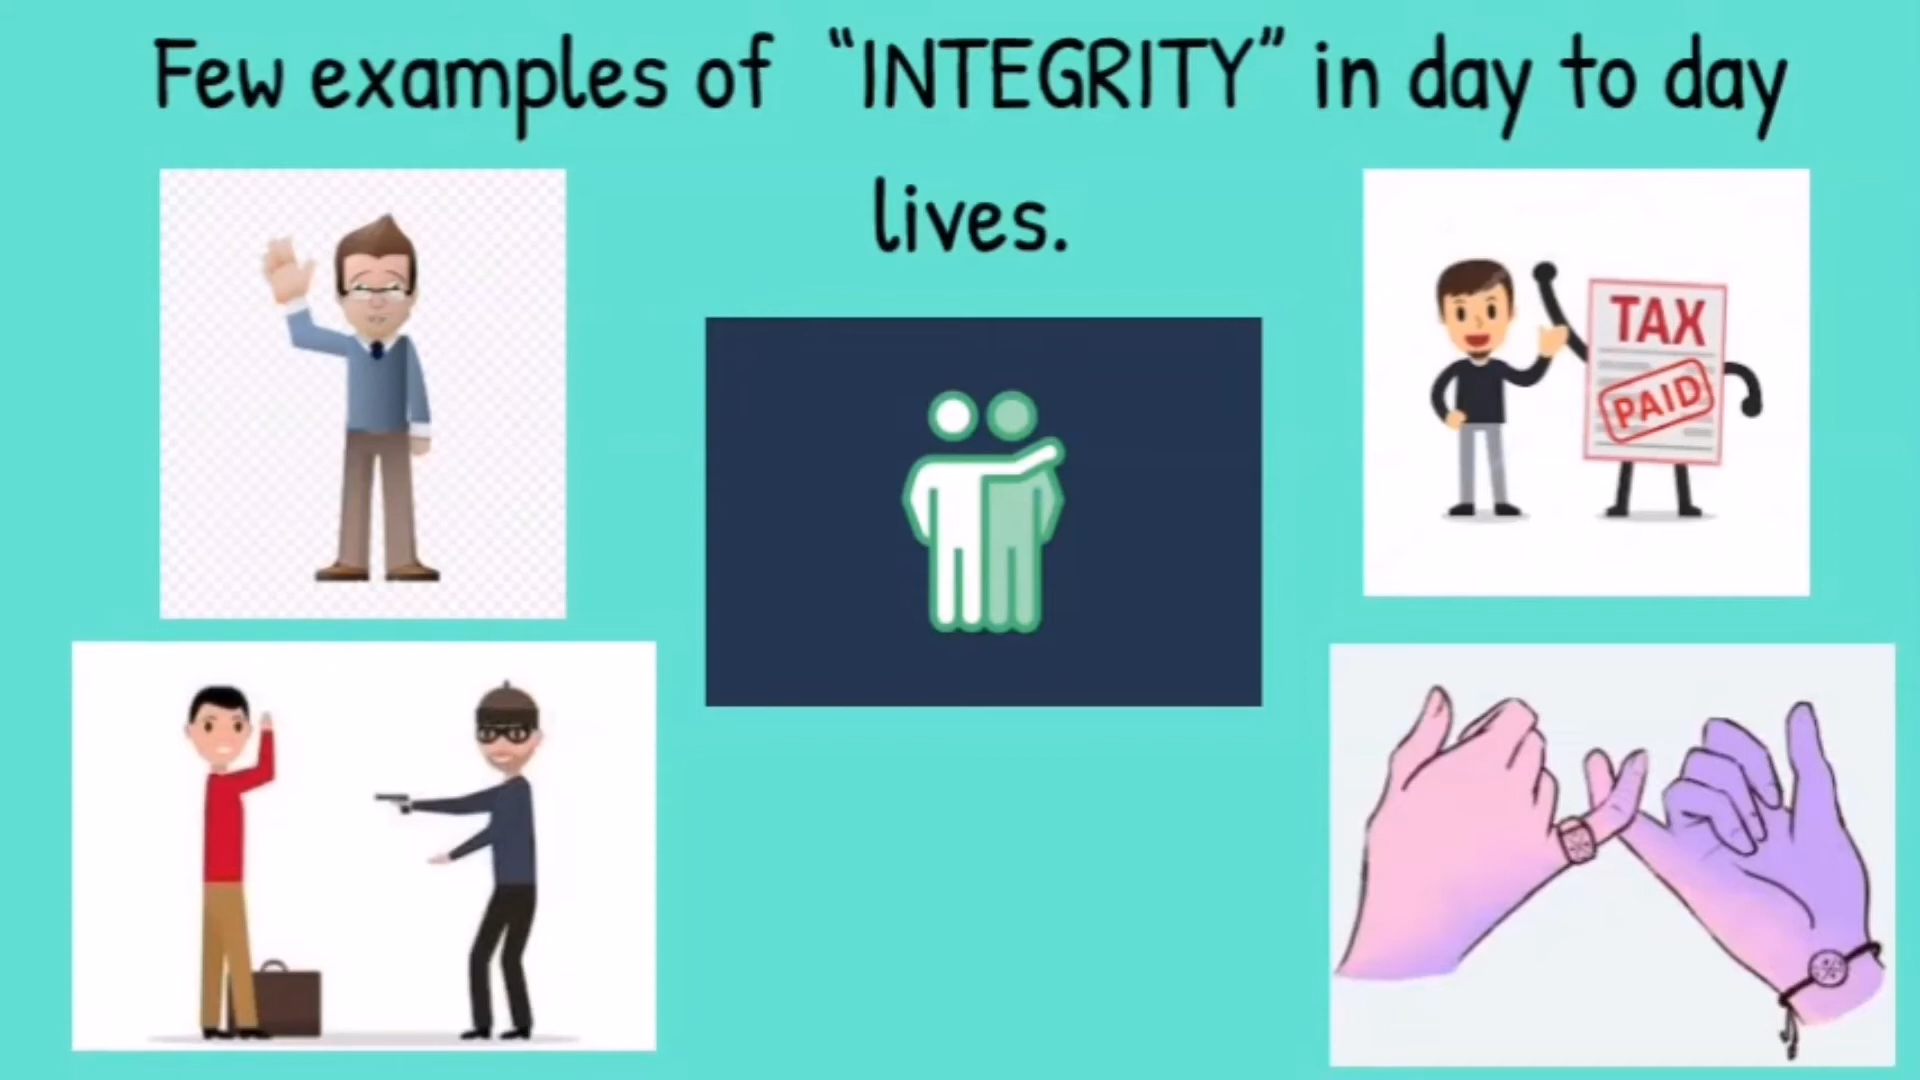 Few examples of “INTEGRITY” in day to day
lives.
TAX
PAID